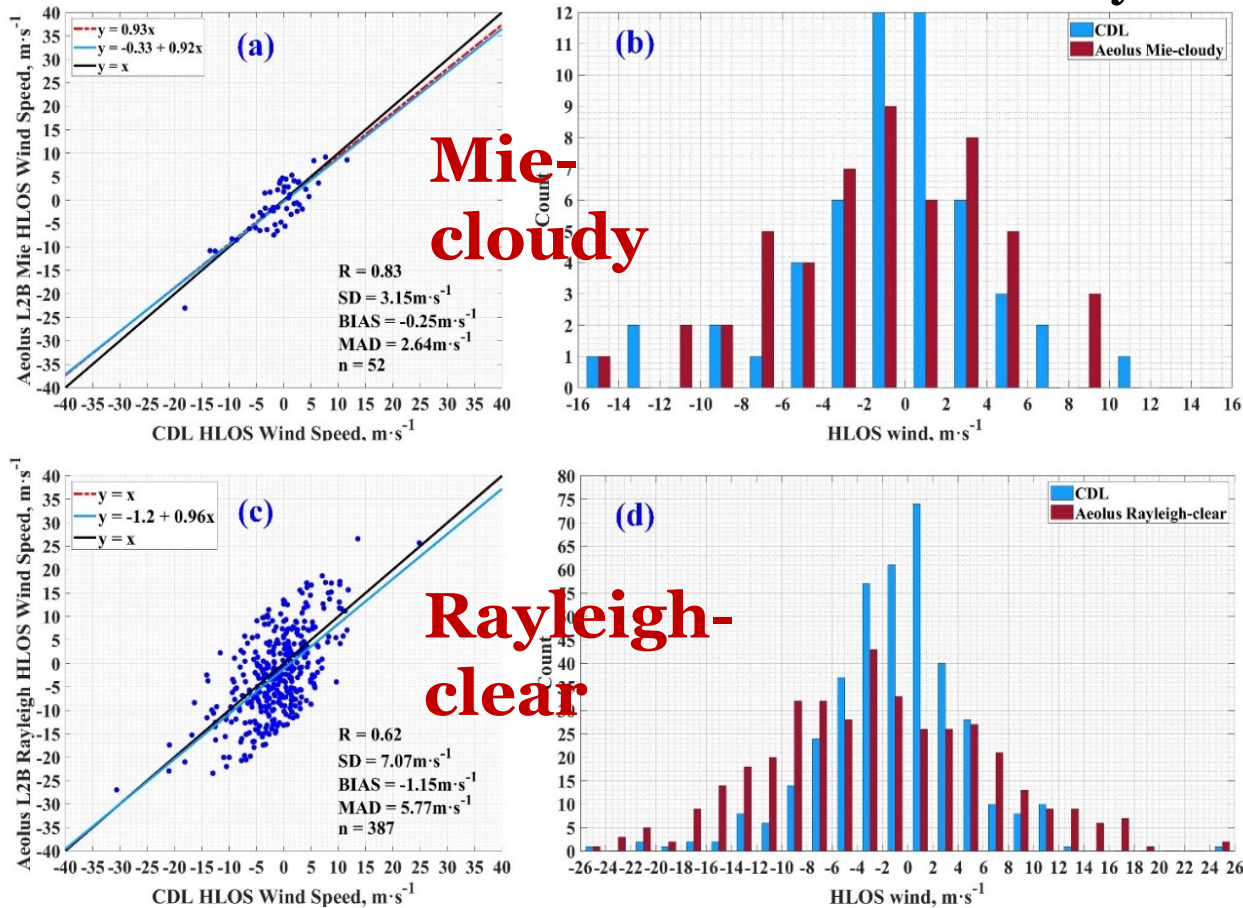 y
40
35
30
25
20
15
10
5
0
-5
-10
-15
-20
-25
-30
-35
-40
-40 -35 -30 -25 -20 -15 -10 -5 0 5 10 15 20 25 30 35 40
Aeolus L2B Mie HLOS Wind Speed, m·s-1
CDL HLOS Wind Speed, m·s-1
y = 0.93x
y = -0.33 + 0.92x
y = x
(a)
R = 0.83
SD = 3.15m·s-1
BIAS = -0.25m·s-1
MAD = 2.64m·s-1
n = 52
Mie-
cloudy
12
11
10
9
8
7
6
5
4
3
2
1
0
-16 -14 -12 -10 -8 -6 -4 -2 0 2 4 6 8 10 12 14 16
Count
HLOS wind, m·s-1
(b)
CDL
Aeolus Mie-cloudy
40
35
30
25
20
15
10
5
0
-5
-10
-15
-20
-25
-30
-35
-40
-40 -35 -30 -25 -20 -15 -10 -5 0 5 10 15 20 25 30 35 40
Aeolus L2B Rayleigh HLOS Wind Speed, m·s-1
CDL HLOS Wind Speed, m·s-1
y = x
y = -1.2 + 0.96x
y = x
(c)
R = 0.62
SD = 7.07m·s-1
BIAS = -1.15m·s-1
MAD = 5.77m·s-1
n = 387
Rayleigh-
clear
80
75
70
65
60
55
50
45
40
35
30
25
20
15
10
5
0
-26 -24 -22 -20 -18 -16 -14 -12 -10 -8 -6 -4 -2 0 2 4 6 8 10 12 14 16 18 20 22 24 26
Count
HLOS wind, m·s-1
(d)
CDL
Aeolus Rayleigh-clear